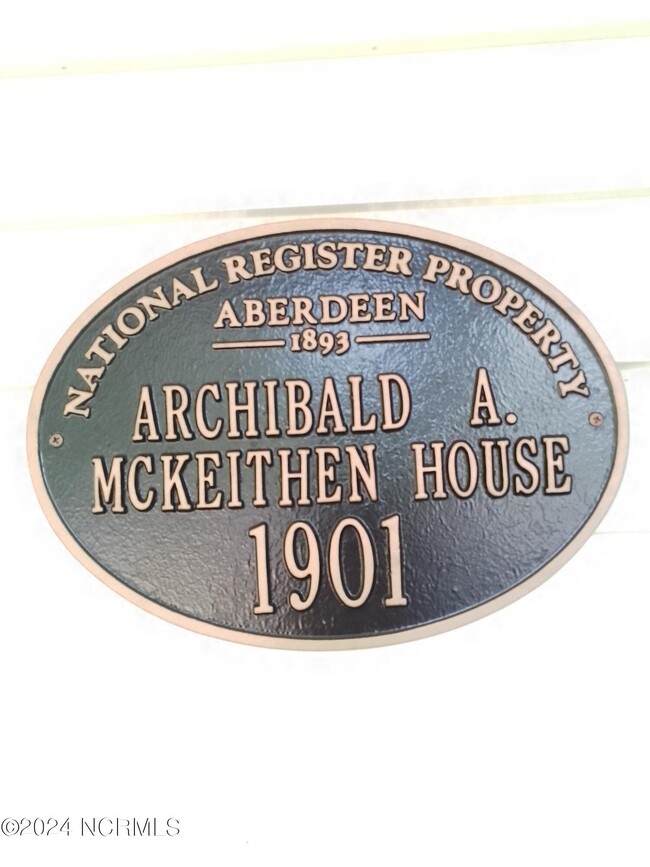 NATIONAL REGISTER PROPERTY
ABERDEEN
1893
ARCHIBALD A.
MCKEITHEN HOUSE
1901
©2024 NCRMLS